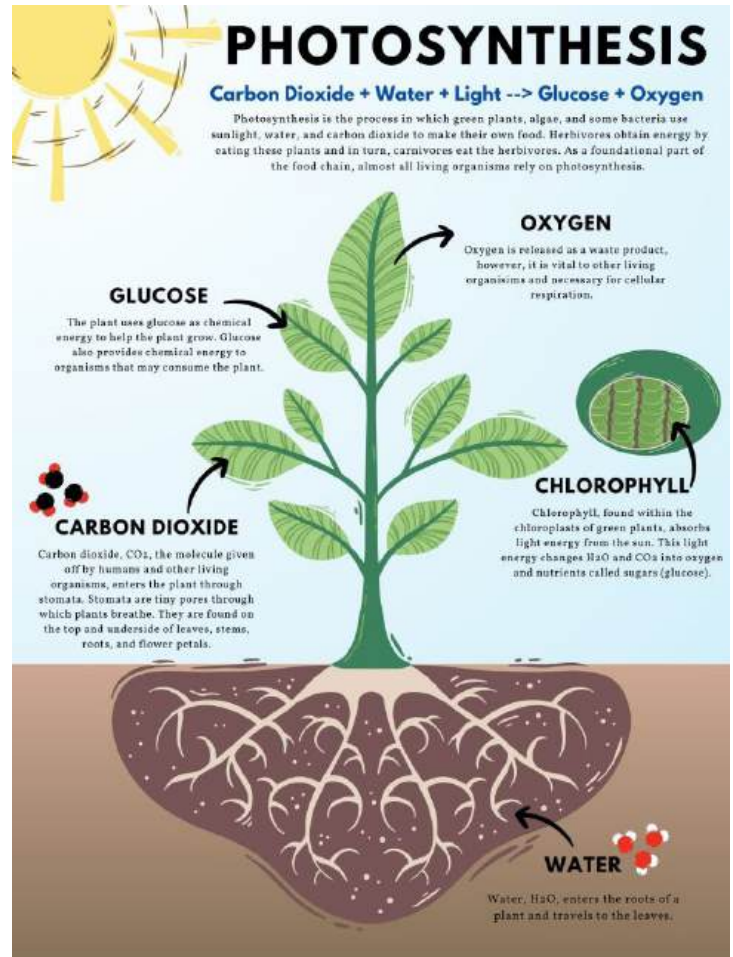 PHOTOSYNTHESIS
Carbon Dioxide + Water + Light --> Glucose + Oxygen
Photosynthesis is the process in which green plants, algae, and some bacteria use
sunlight, water, and carbon dioxide to make their own food. Herbivores obtain energy by
eating these plants and in turn, carnivores eat the herbivores. As a foundational part of
the food chain, almost all living organisms rely on photosynthesis.
OXYGEN
Oxygen is released as a waste product,
however, it is vital to other living
organisims and necessary for cellular
respiration.
GLUCOSE
The plant uses glucose as chemical
energy to help the plant grow. Glucose
also provides chemical energy to
organisms that may consume the plant.
CHLOROPHYLL
Chlorophyll, found within the
chloroplasts of green plants, absorbs
light energy from the sun. This light
energy changes H2O and CO2 into oxygen
and nutrients called sugars (glucose).
CARBON DIOXIDE
Carbon dioxide, CO2, the molecule given
off by humans and other living
organisms, enters the plant through
stomata. Stomata are tiny pores through
which plants breathe. They are found on
the top and underside of leaves, stems,
roots, and flower petals.
WATER
Water, H2O, enters the roots of a
plant and travels to the leaves.